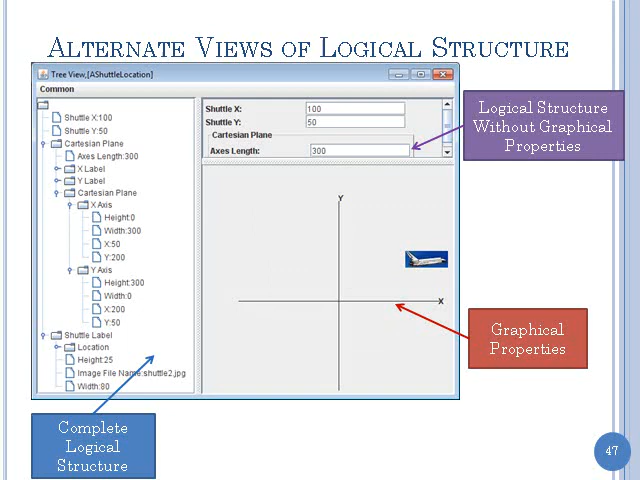 ALTERNATE VIEWS OF LOGICAL STRUCTURE
Tree View,[AShuttleLocation]
Common
Shuttle X:100
Shuttle Y:50
Cartesian Plane
Axes Length:300
X Label
Y Label
Cartesian Plane
X Axis
Height:0
Width:300
X:50
Y:200
Y Axis
Height:300
Width:0
X:200
Y:50
Shuttle Label
Location
Height:25
Image File Name:shuttle2.jpg
Width:80
Shuttle X: 100
Shuttle Y: 50
Cartesian Plane
Axes Length: 300
Y
X
Logical Structure
Without Graphical
Properties
Graphical
Properties
Complete
Logical
Structure
47